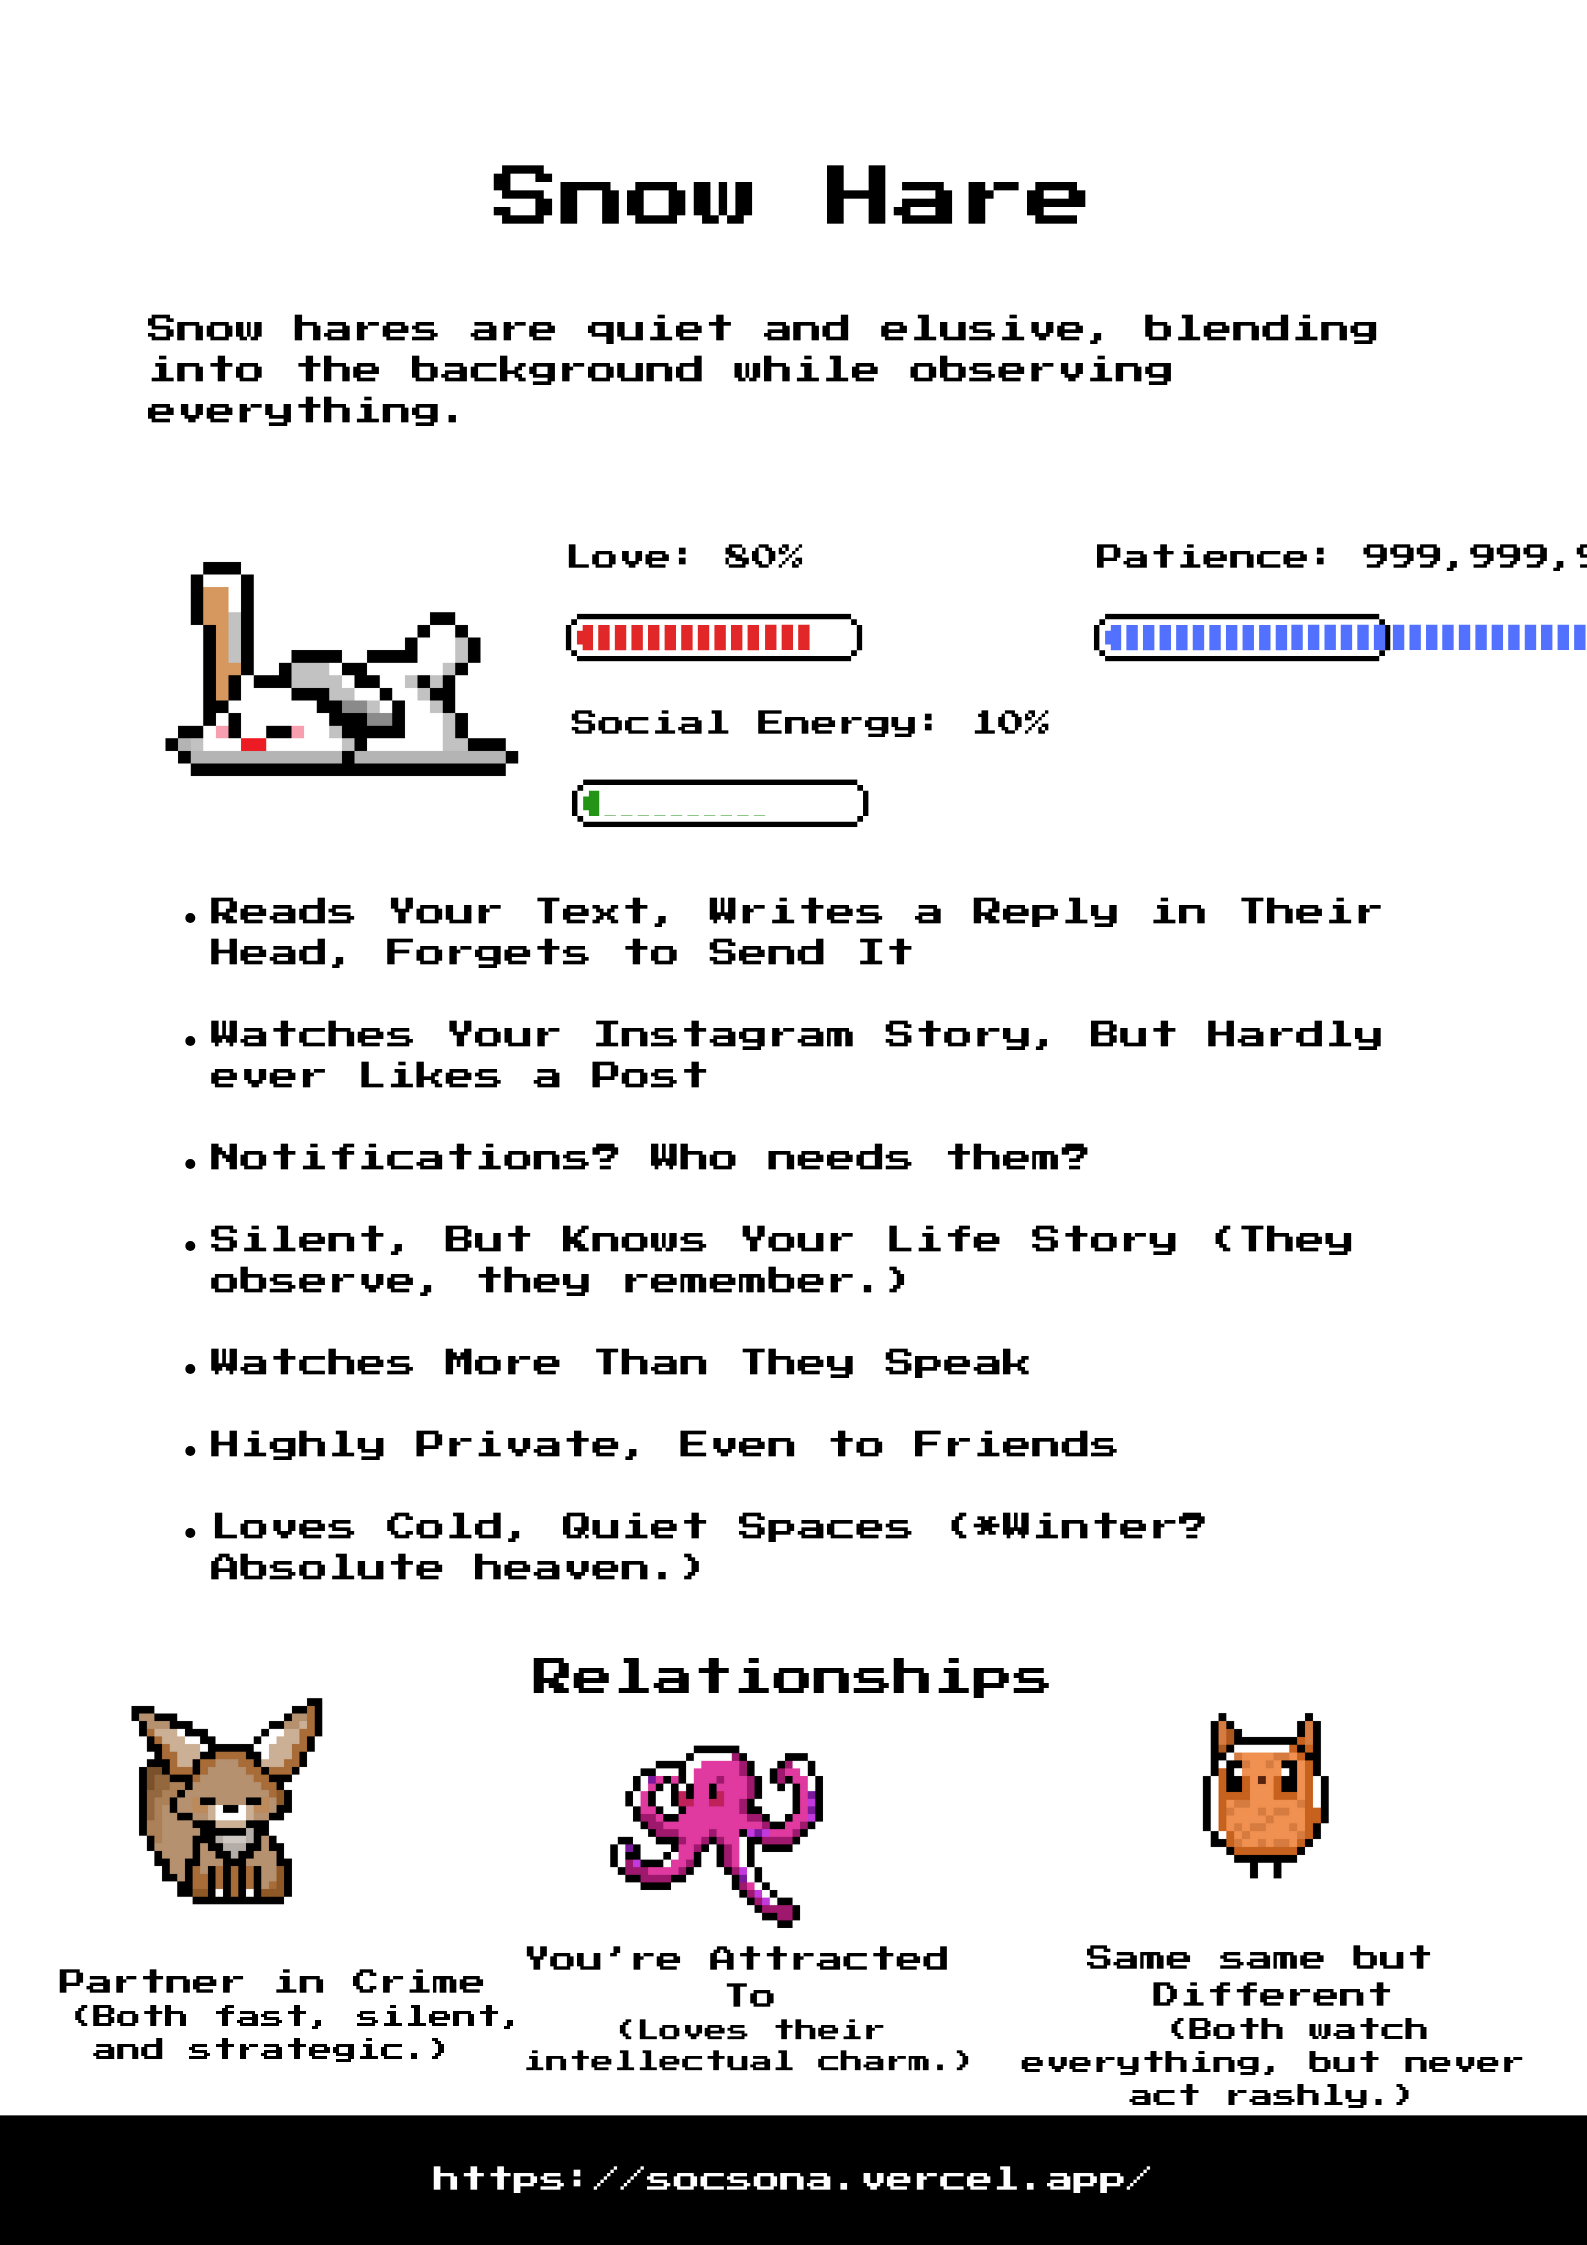 Snow Hare
Snow hares are quiet and elusive, blending
into the background while observing
everything.
Love: 80%
Patience: 999,999,9
Social Energy: 10%
• Reads Your Text, Writes a Reply in Their
Head, Forgets to Send It
• Watches Your Instagram Story, But Hardly
ever Likes a Post
• Notifications? Who needs them?
• Silent, But Knows Your Life Story (They
observe, they remember.)
• Watches More Than They Speak
• Highly Private, Even to Friends
• Loves Cold, Quiet Spaces (*Winter?
Absolute heaven.)
Relationships
Partner in Crime
(Both fast, silent,
and strategic.)
You're Attracted
To
(Loves their
intellectual charm.)
Same same but
Different
(Both watch
everything, but never
act rashly.)
https://socsona.vercel.app/